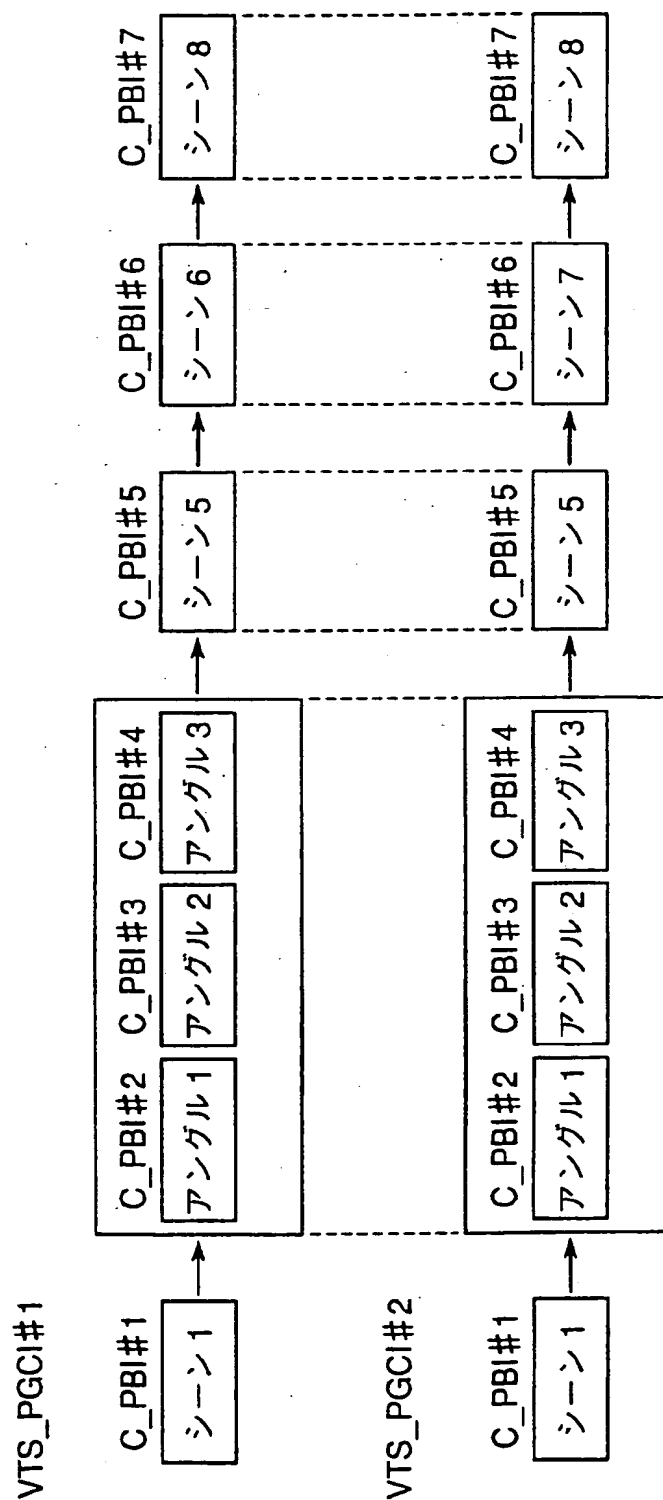 VTS_PGCI#1
C_PBI#1
シーン1
C_PBI#2
アングル1
C_PBI#3
アングル2
C_PBI#4
アングル3
C_PBI#5
シーン5
C_PBI#6
シーン6
C_PBI#7
シーン8
VTS_PGCI#2
C_PBI#1
シーン1
C_PBI#2
アングル1
C_PBI#3
アングル2
C_PBI#4
アングル3
C_PBI#5
シーン5
C_PBI#6
シーン7
C_PBI#7
シーン8